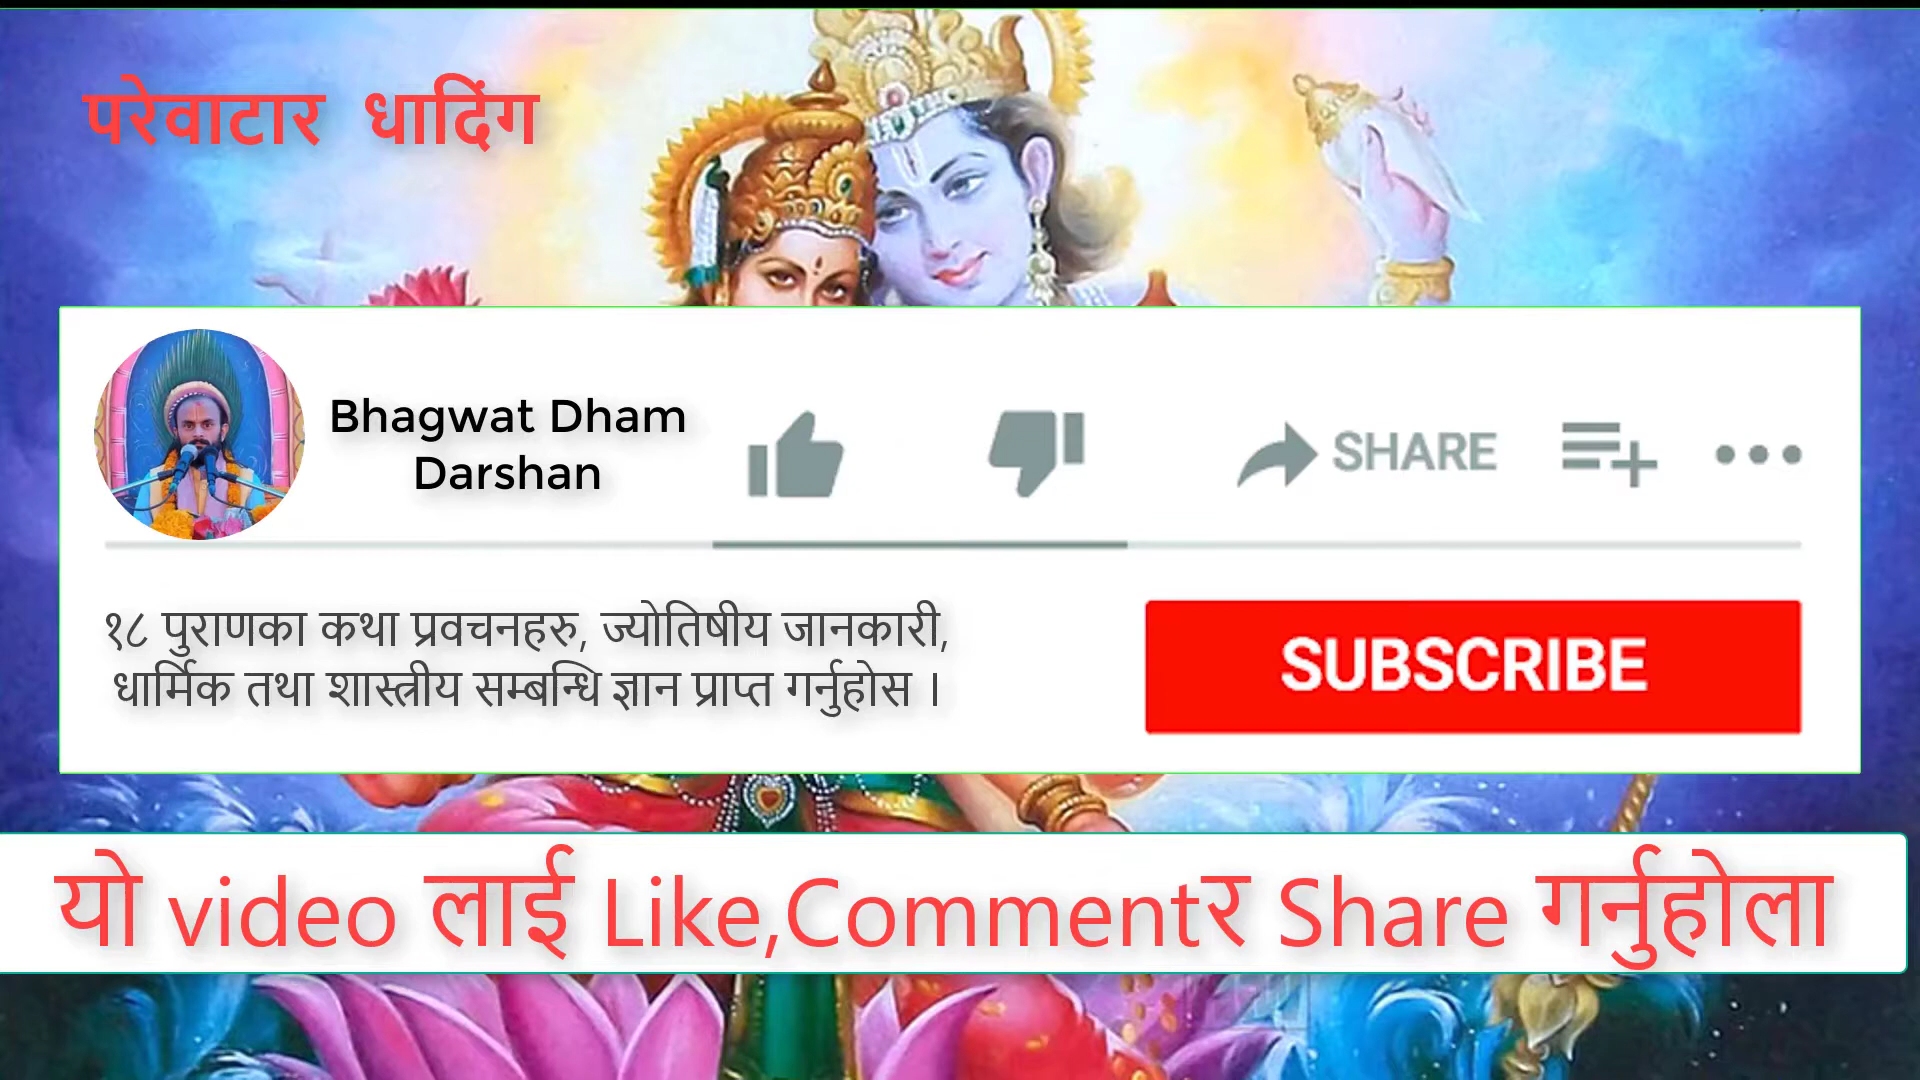 परेवाटार धादिंग
Bhagwat Dham
Darshan
SHARE
१८ पुराणका कथा प्रवचनहरु, ज्योतिषीय जानकारी,
धार्मिक तथा शास्त्रीय सम्बन्धि ज्ञान प्राप्त गर्नुहोस ।
SUBSCRIBE
यो video लाई Like,Commentर Share गर्नुहोला